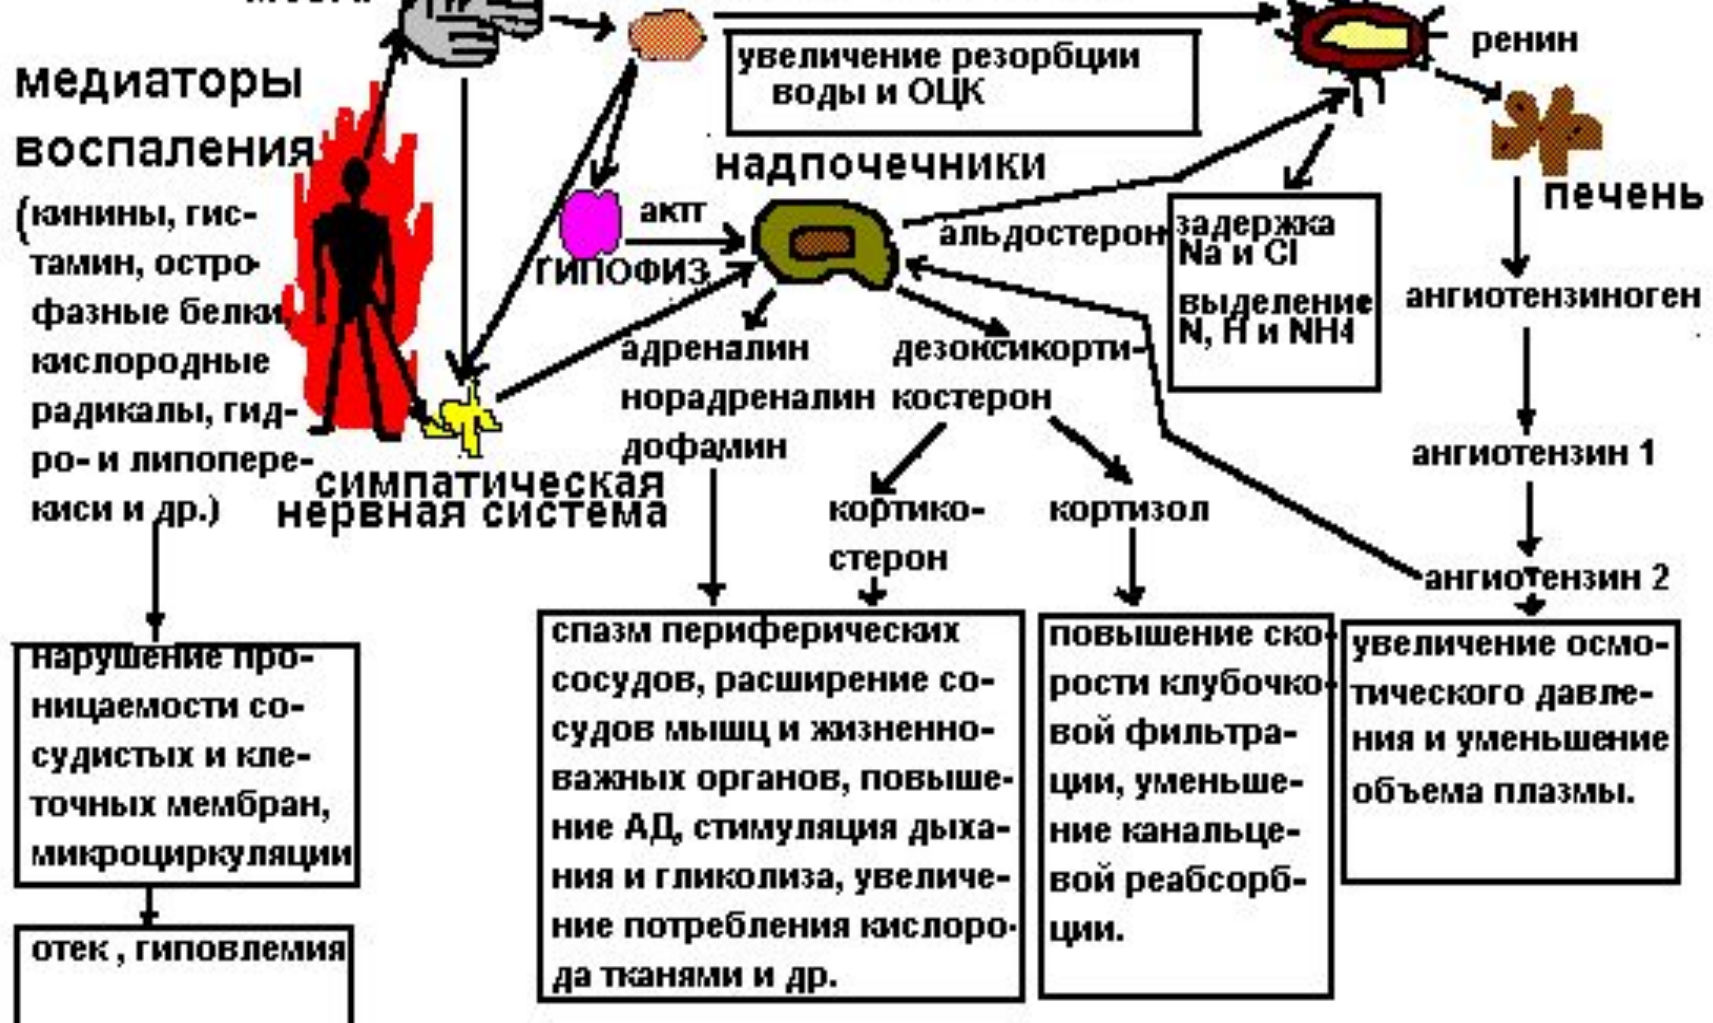 ренин
увеличение резорбции
воды и ОЦК
медиаторы
воспаления
(кинины, гис-
тамин, остро-
фазные белки,
кислородные
радикалы, гид-
ро- и липопере-
киси и др.)
надпочечники
печень
актг
гипофиз
альдостерон
задержка
Na и Cl
выделение
N, H и NH4
ангиотензиноген
адреналин
норадреналин
дофамин
дезоксикорти-
костерон
ангиотензин 1
симпатическая
нервная система
кортико-
стерон
кортизол
ангиотензин 2
нарушение про-
ницаемости со-
судистых и кле-
точных мембран,
микроциркуляции
отек , гиповлемия
спазм периферических
сосудов, расширение со-
судов мышц и жизненно-
важных органов, повыше-
ние АД, стимуляция дыха-
ния и гликолиза, увеличе-
ние потребления кислоро-
да тканями и др.
повышение ско-
рости клубочко-
вой фильтра-
ции, уменьше-
ние канальце-
вой реабсорб-
ции.
увеличение осмо-
тического давле-
ния и уменьшение
объема плазмы.